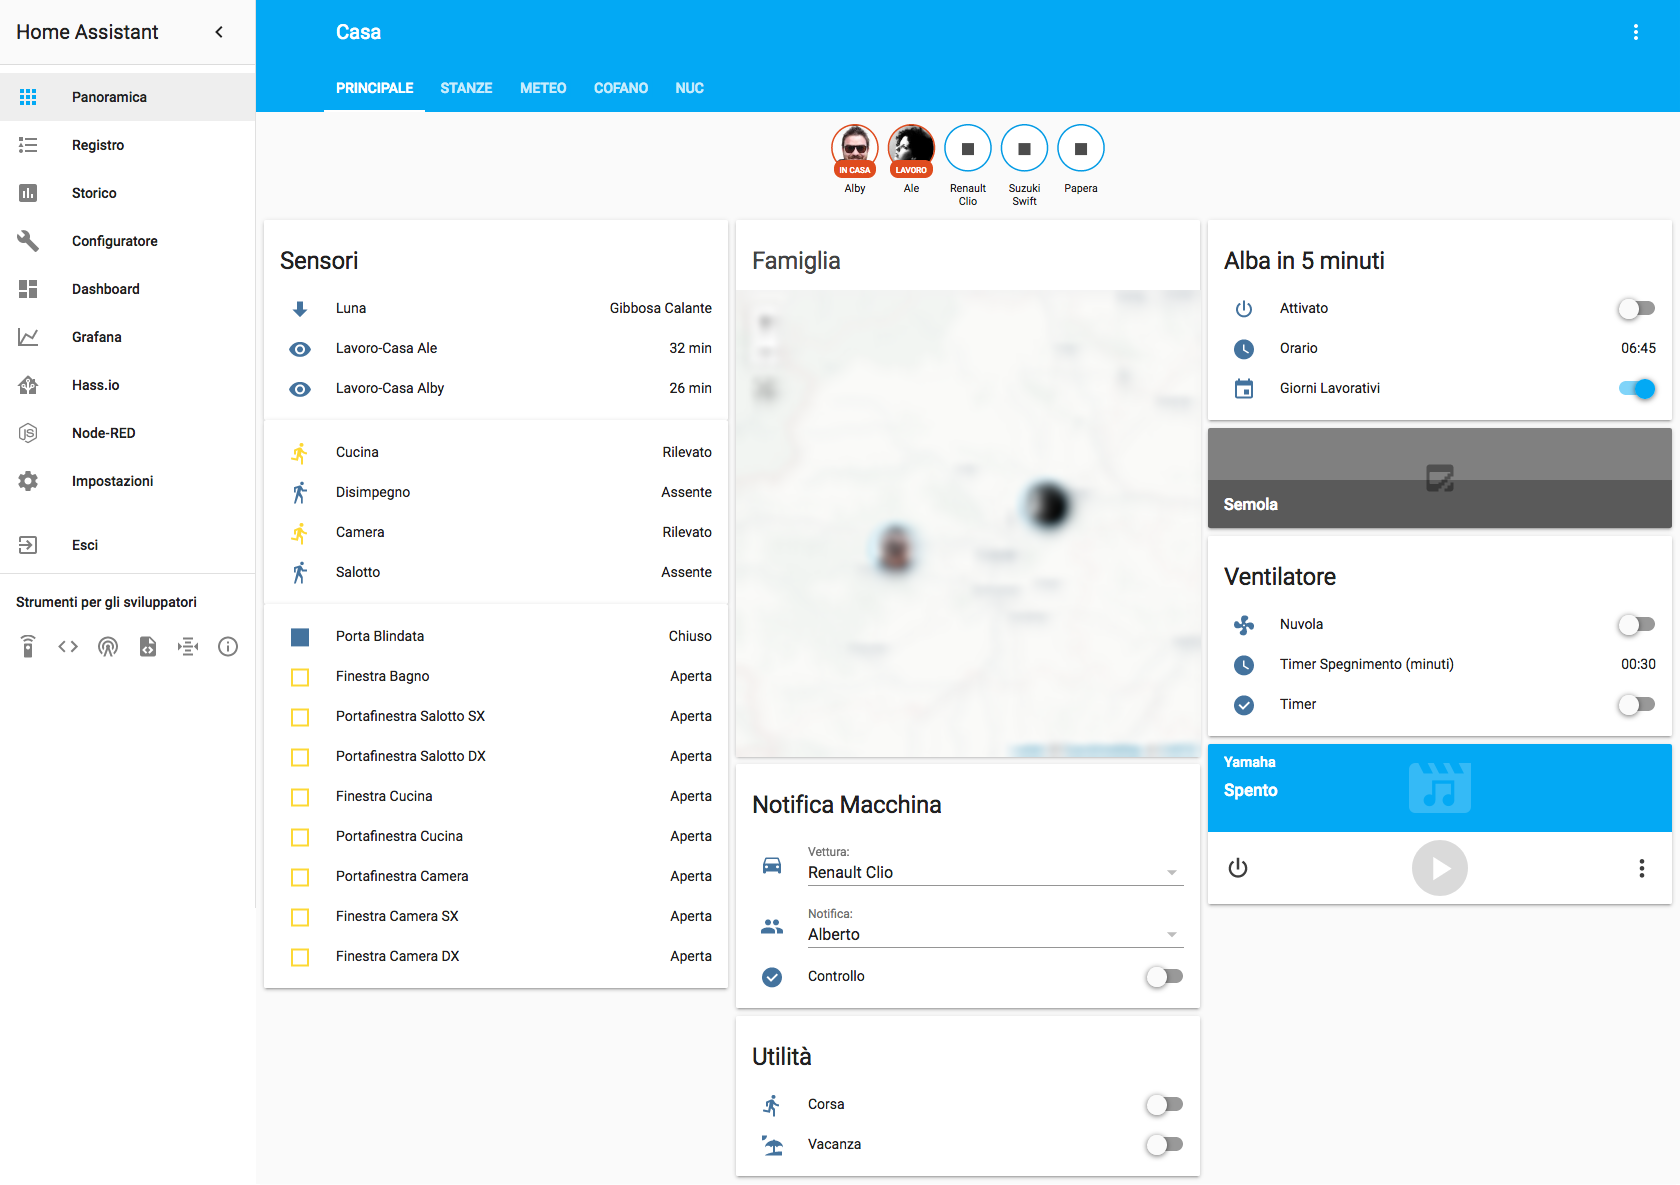 Home Assistant
Panoramica
Registro
Storico
Configuratore
Dashboard
Grafana
Hass.io
Node-RED
Impostazioni
Esci
Strumenti per gli sviluppatori
Casa
PRINCIPALE STANZE METEO COFANO NUC
IN CASA LAVORO
Alby Ale Renault Clio Suzuki Swift Papera
Sensori
Luna Gibbosa Calante
Lavoro-Casa Ale 32 min
Lavoro-Casa Alby 26 min
Cucina Rilevato
Disimpegno Assente
Camera Rilevato
Salotto Assente
Porta Blindata Chiuso
Finestra Bagno Aperta
Portafinestra Salotto SX Aperta
Portafinestra Salotto DX Aperta
Finestra Cucina Aperta
Portafinestra Cucina Aperta
Portafinestra Camera Aperta
Finestra Camera SX Aperta
Finestra Camera DX Aperta
Famiglia
Notifica Macchina
Vettura:
Renault Clio
Notifica:
Alberto
Controllo
Utilità
Corsa
Vacanza
Alba in 5 minuti
Attivato
Orario 06:45
Giorni Lavorativi
Semola
Ventilatore
Nuvola
Timer Spegnimento (minuti) 00:30
Timer
Yamaha
Spento